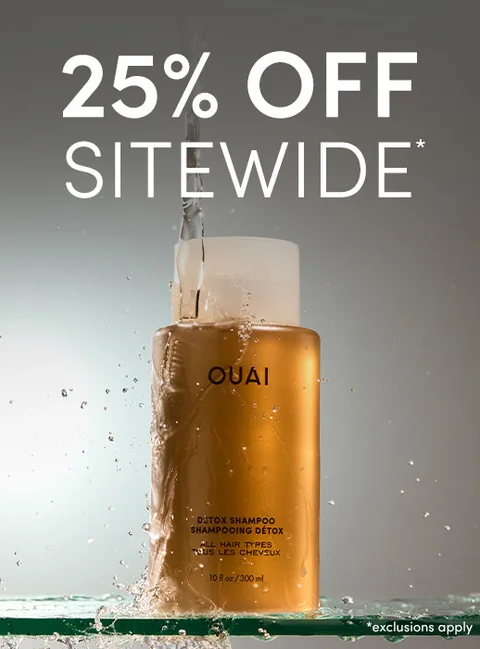 25% OFF
SITEWIDE*
OUAI
DETOX SHAMPOO
SHAMPOOING DÉTOX
ALL HAIR TYPES
TOUS LES CHEVEUX
10 fl oz / 300 ml
*exclusions apply